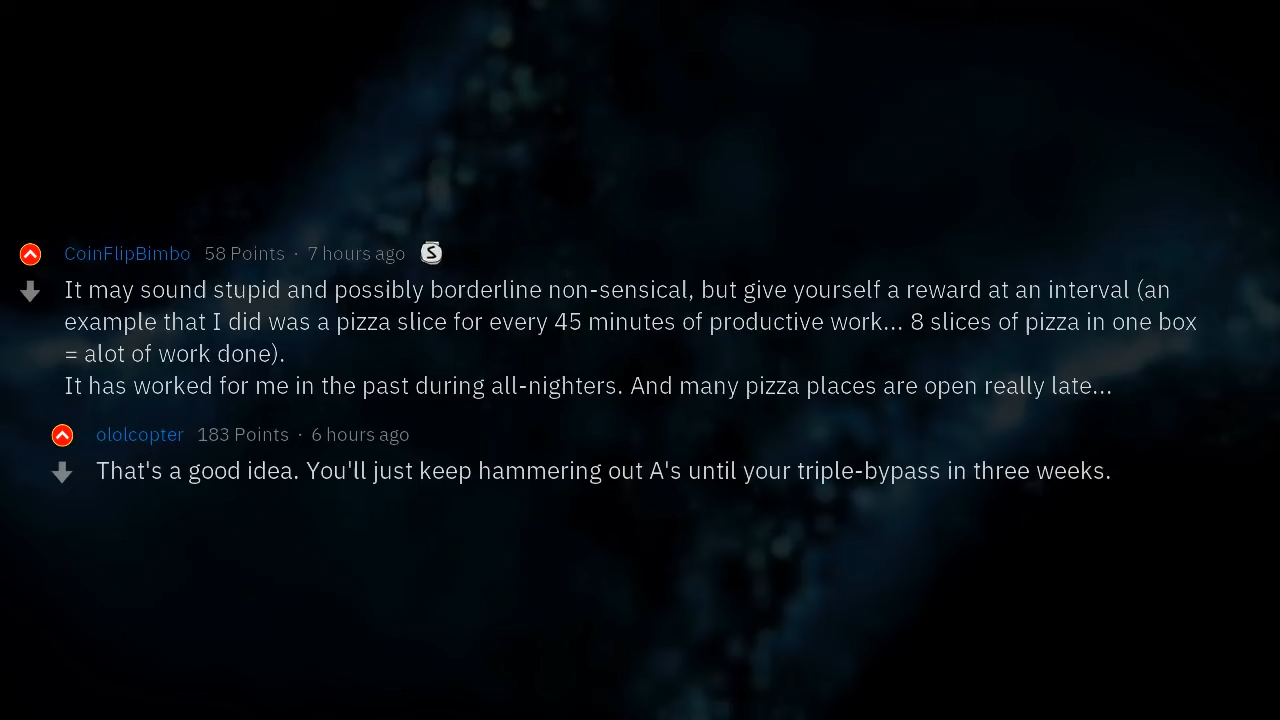 CoinFlipBimbo 58 Points · 7 hours ago S
It may sound stupid and possibly borderline non-sensical, but give yourself a reward at an interval (an
example that I did was a pizza slice for every 45 minutes of productive work... 8 slices of pizza in one box
= alot of work done).
It has worked for me in the past during all-nighters. And many pizza places are open really late...
ololcopter 183 Points · 6 hours ago
That's a good idea. You'll just keep hammering out A's until your triple-bypass in three weeks.